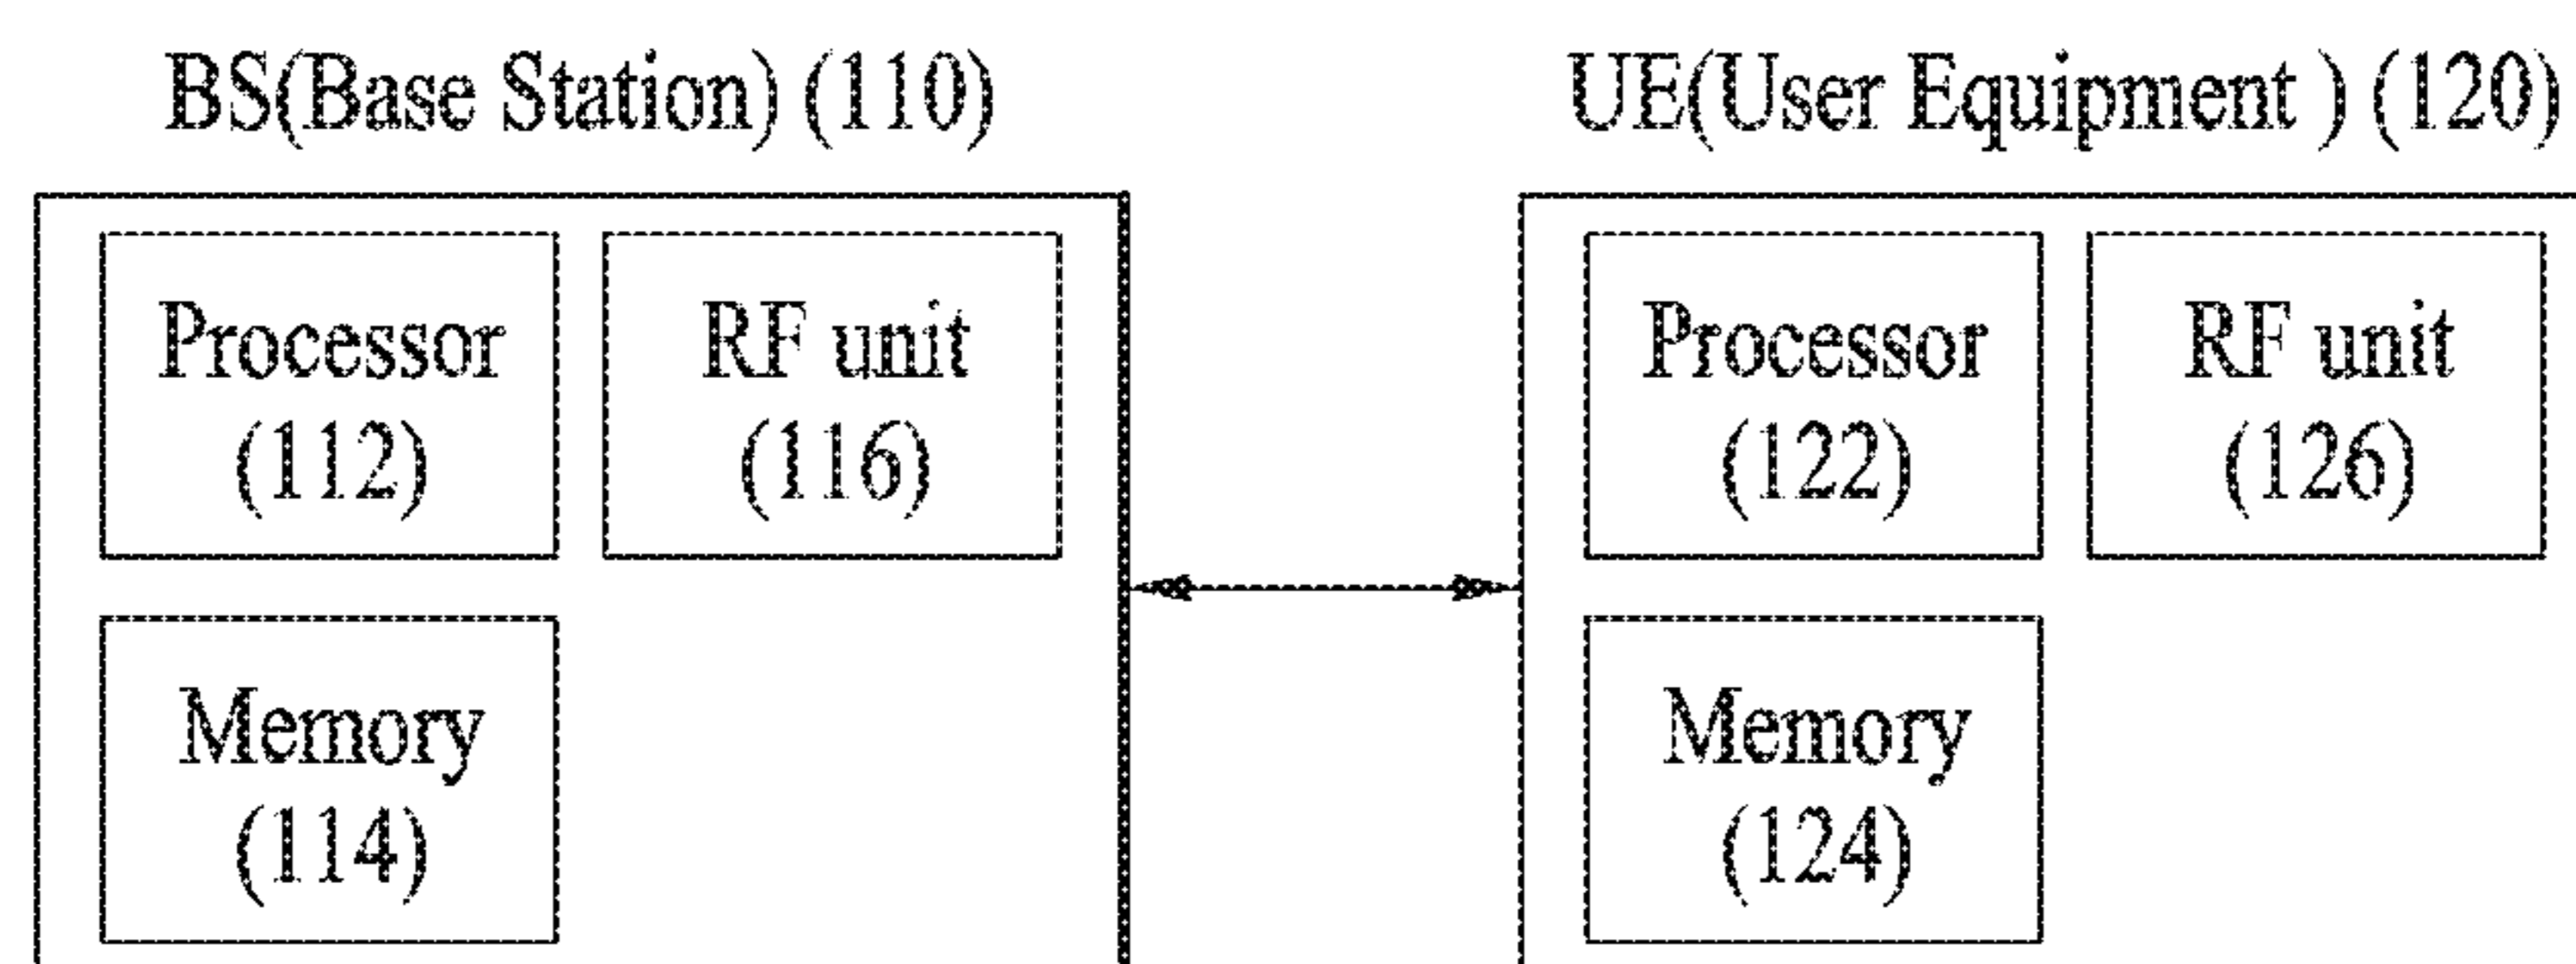 BS(Base Station) (110)
Processor
(112)
RF unit
(116)
Memory
(114)
UE(User Equipment ) (120)
Processor
(122)
RF unit
(126)
Memory
(124)